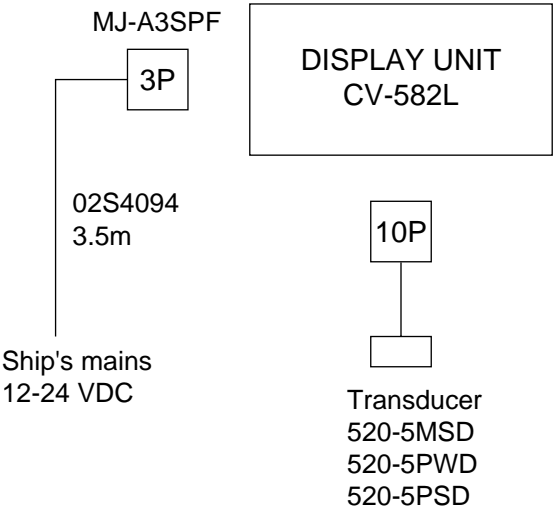 MJ-A3SPF
3P
DISPLAY UNIT
CV-582L
02S4094
3.5m
10P
Ship's mains
12-24 VDC
Transducer
520-5MSD
520-5PWD
520-5PSD